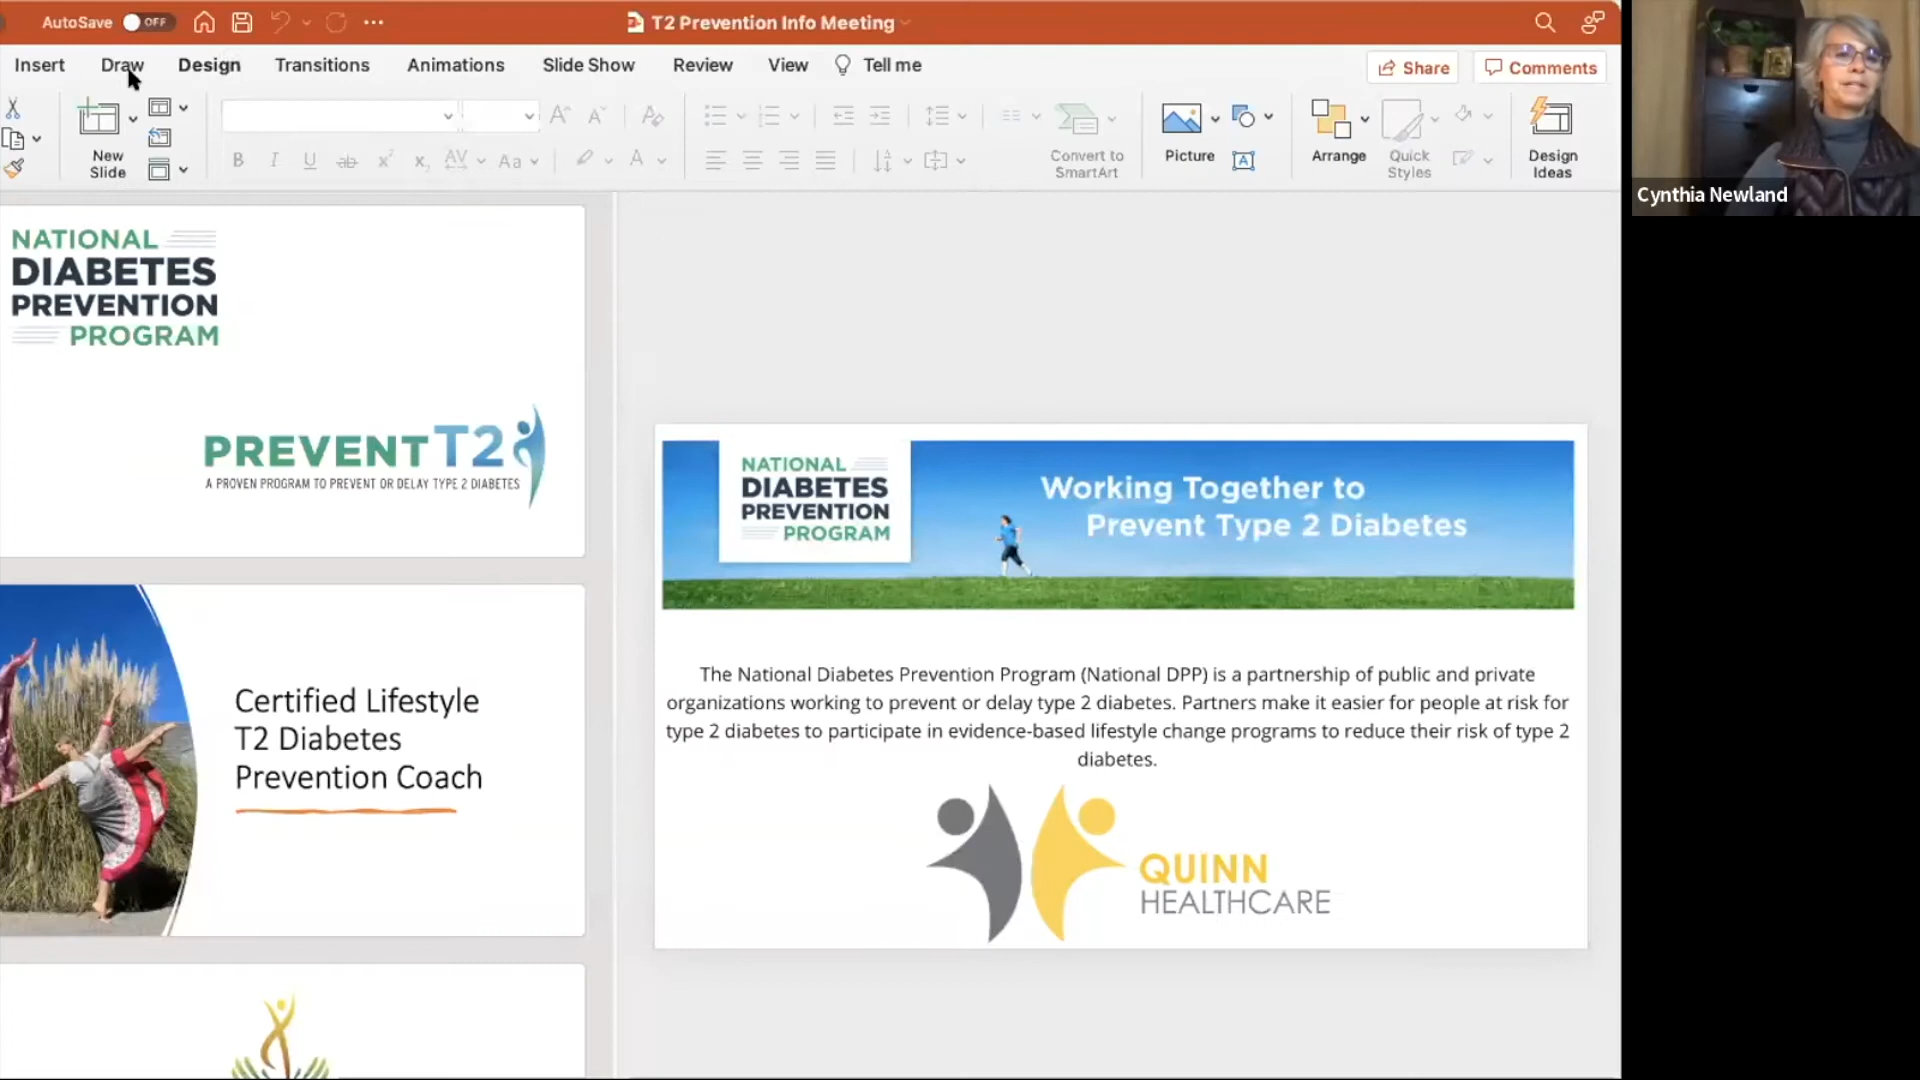 AutoSave OFF
T2 Prevention Info Meeting
Insert Draw Design Transitions Animations Slide Show Review View Tell me
Share Comments
New
Slide
B I U ab x² x₂ AV Aa A
Convert to
SmartArt
Picture
A
Arrange
Quick
Styles
Design
Ideas
Cynthia Newland
NATIONAL
DIABETES
PREVENTION
PROGRAM
PREVENT T2
A PROVEN PROGRAM TO PREVENT OR DELAY TYPE 2 DIABETES
Certified Lifestyle
T2 Diabetes
Prevention Coach
NATIONAL
DIABETES
PREVENTION
PROGRAM
Working Together to
Prevent Type 2 Diabetes
The National Diabetes Prevention Program (National DPP) is a partnership of public and private
organizations working to prevent or delay type 2 diabetes. Partners make it easier for people at risk for
type 2 diabetes to participate in evidence-based lifestyle change programs to reduce their risk of type 2
diabetes.
QUINN
HEALTHCARE